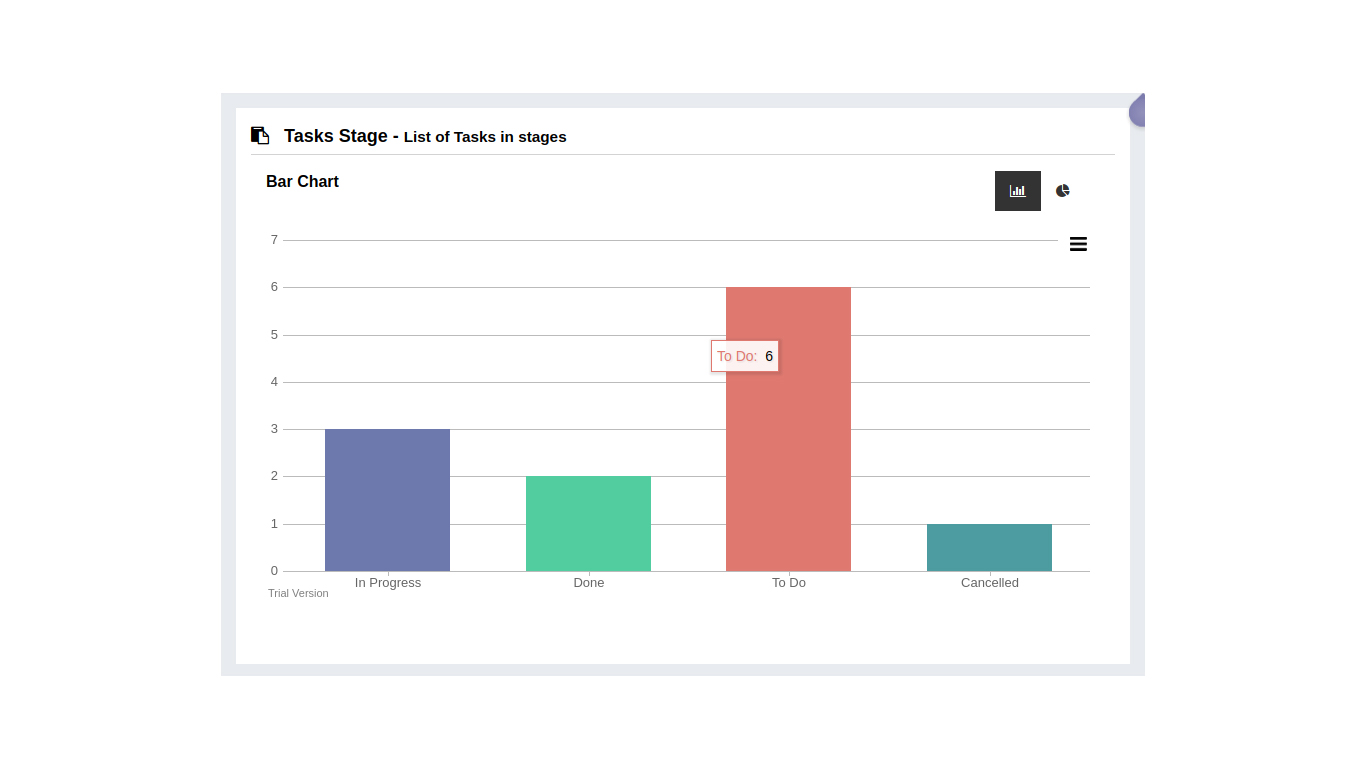 Tasks Stage - List of Tasks in stages
Bar Chart
7
6
5
To Do: 6
4
3
2
1
0
In Progress Done To Do Cancelled
Trial Version